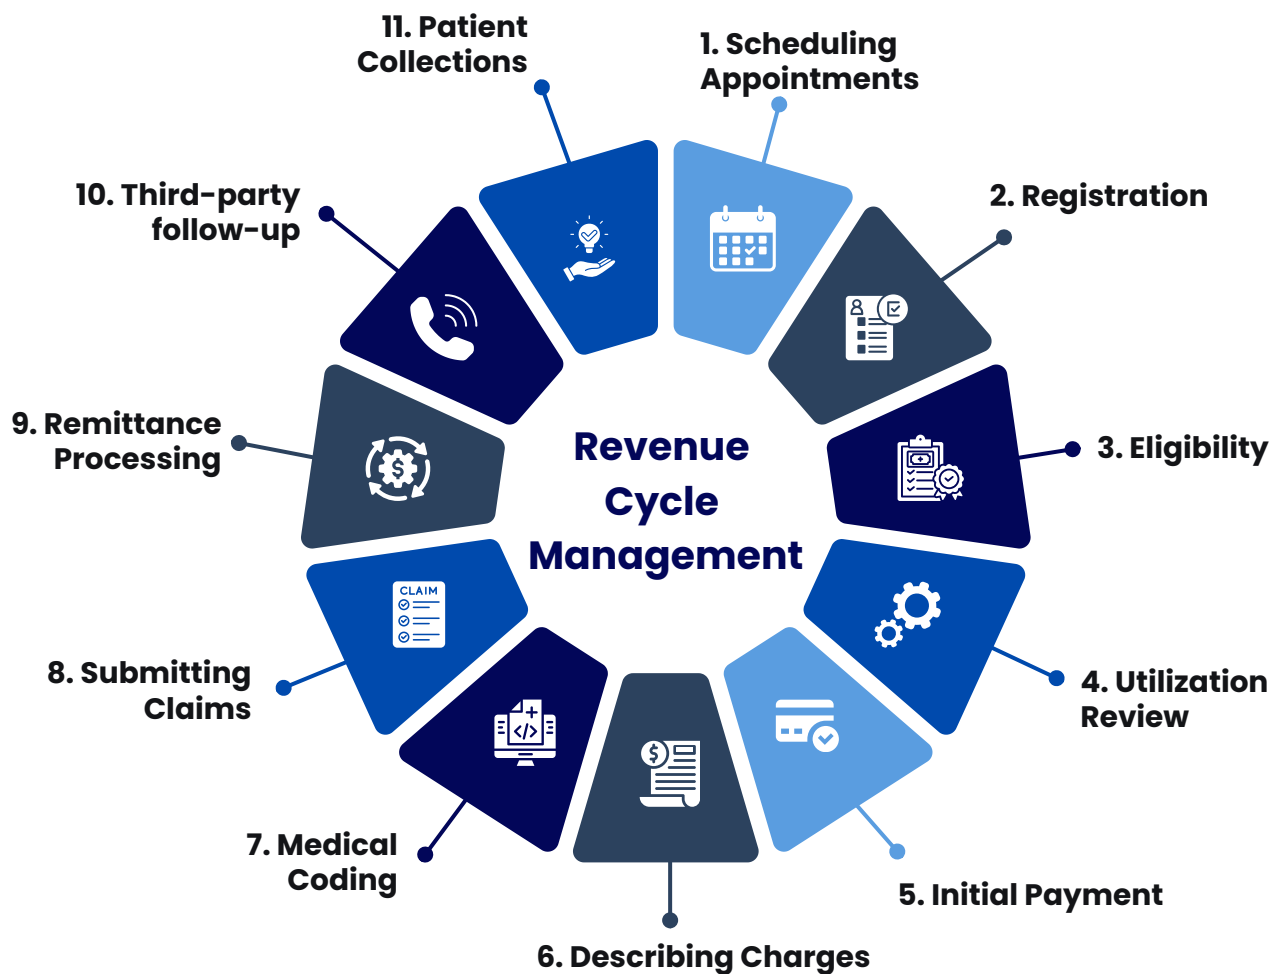 11. Patient
Collections
1. Scheduling
Appointments
10. Third-party
follow-up
2. Registration
9. Remittance
Processing
Revenue
Cycle
Management
3. Eligibility
CLAIM
8. Submitting
Claims
4. Utilization
Review
7. Medical
Coding
5. Initial Payment
6. Describing Charges